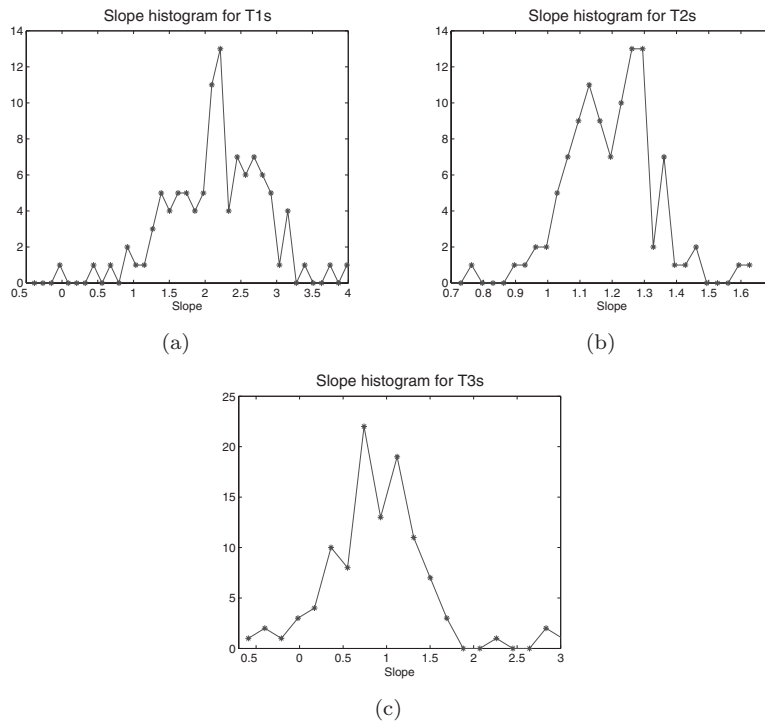 Slope histogram for T1s
14
12
10
8
6
4
2
0
0.5 0 0.5 1 1.5 2 2.5 3 3.5 4
Slope
(a)
Slope histogram for T2s
14
12
10
8
6
4
2
0
0.7 0.8 0.9 1 1.1 1.2 1.3 1.4 1.5 1.6
Slope
(b)
Slope histogram for T3s
25
20
15
10
5
0
0.5 0 0.5 1 1.5 2 2.5 3
Slope
(c)